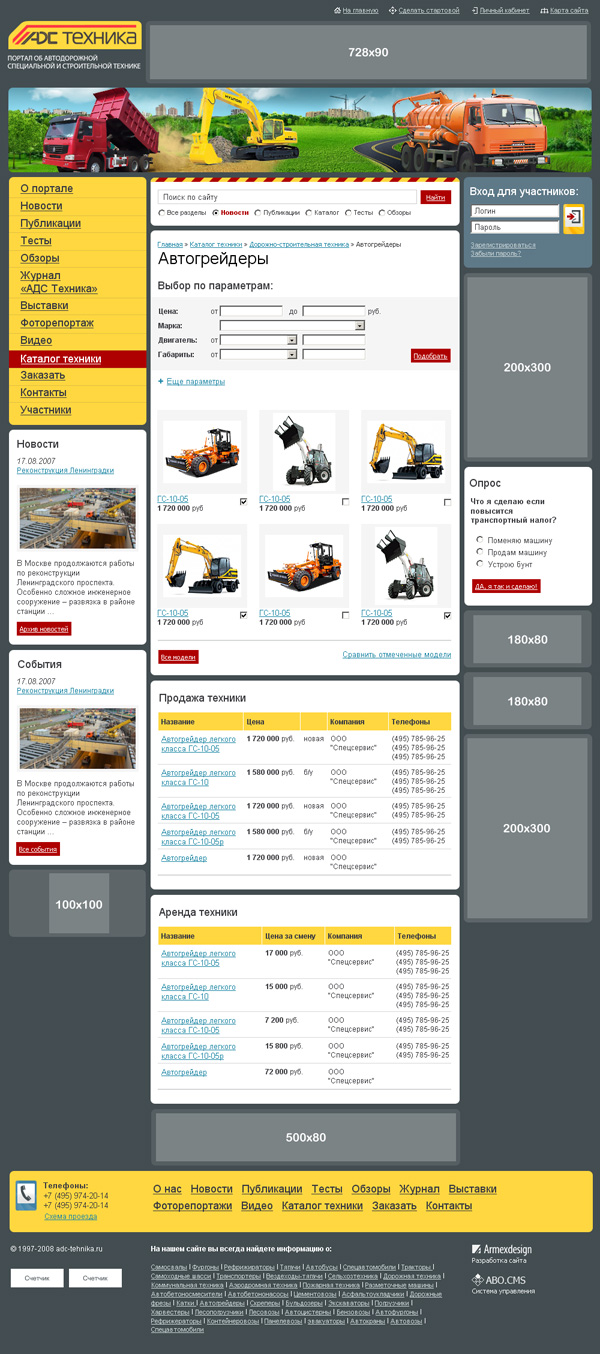 На главную
Сделать стартовой
Личный кабинет
Карта сайта
АДС техника
ПОРТАЛ ОБ АВТОДОРОЖНОЙ
СПЕЦИАЛЬНОЙ И СТРОИТЕЛЬНОЙ ТЕХНИКЕ
728x90
О портале
Новости
Публикации
Тесты
Обзоры
Журнал
«АДС Техника»
Выставки
Фоторепортаж
Видео
Каталог техники
Заказать
Контакты
Участники
Новости
17.08.2007
Реконструкция Ленинградки
В Москве продолжаются работы
по реконструкции
Ленинградского проспекта.
Особенно сложное инженерное
сооружение – развязка в районе
станции ...
Архив новостей
События
17.08.2007
Реконструкция Ленинградки
В Москве продолжаются работы
по реконструкции
Ленинградского проспекта.
Особенно сложное инженерное
сооружение – развязка в районе
станции ...
Все события
100x100
Поиск по сайту
Найти
Все разделы Новости Публикации Каталог Тесты Обзоры
Главная » Каталог техники » Дорожно-строительная техника » Автогрейдеры
Автогрейдеры
Выбор по параметрам:
Цена: от до руб.
Марка:
Двигатель: от
Габариты: от
Подобрать
+ Еще параметры
ГС-10-05 ГС-10-05 ГС-10-05
1 720 000 руб 1 720 000 руб 1 720 000 руб
ГС-10-05 ГС-10-05 ГС-10-05
1 720 000 руб 1 720 000 руб 1 720 000 руб
Все модели
Сравнить отмеченные модели
Продажа техники
Название Цена Компания Телефоны
Автогрейдер легкого 1 720 000 руб. новая ООО (495) 785-96-25
класса ГС-10-05 "Спецсервис" (495) 785-96-25
(495) 785-96-25
Автогрейдер легкого 1 580 000 руб. б/у ООО (495) 785-96-25
класса ГС-10 "Спецсервис" (495) 785-96-25
(495) 785-96-25
Автогрейдер легкого 1 720 000 руб. новая ООО (495) 785-96-25
класса ГС-10-05 "Спецсервис" (495) 785-96-25
Автогрейдер легкого 1 580 000 руб. б/у ООО (495) 785-96-25
класса ГС-10-05р "Спецсервис" (495) 785-96-25
Автогрейдер 1 720 000 руб. новая ООО
"Спецсервис"
Аренда техники
Название Цена за смену Компания Телефоны
Автогрейдер легкого 17 000 руб. ООО (495) 785-96-25
класса ГС-10-05 "Спецсервис" (495) 785-96-25
(495) 785-96-25
Автогрейдер легкого 15 000 руб. ООО (495) 785-96-25
класса ГС-10 "Спецсервис" (495) 785-96-25
(495) 785-96-25
Автогрейдер легкого 7 200 руб. ООО (495) 785-96-25
класса ГС-10-05 "Спецсервис" (495) 785-96-25
Автогрейдер легкого 15 800 руб. ООО (495) 785-96-25
класса ГС-10-05р "Спецсервис" (495) 785-96-25
Автогрейдер 72 000 руб. ООО
"Спецсервис"
500x80
Вход для участников:
Логин
Пароль
Зарегистрироваться
Забыли пароль?
200x300
Опрос
Что я сделаю если
повысится
транспортный налог?
Поменяю машину
Продам машину
Устрою бунт
ДА, я так и сделаю!
180x80
180x80
200x300
Телефоны:
+7 (495) 974-20-14
+7 (495) 974-20-14
Схема проезда
О нас Новости Публикации Тесты Обзоры Журнал Выставки
Фоторепортажи Видео Каталог техники Заказать Контакты
© 1997-2008 adc-tehnika.ru
Счетчик Счетчик
На нашем сайте вы всегда найдете информацию о:
Самосвалы | Фургоны | Рефрижераторы | Тягачи | Автобусы | Спецавтомобили | Тракторы |
Самоходные шасси | Транспортеры | Вездеходы-тягачи | Сельхозтехника | Дорожная техника |
Коммунальная техника | Аэродромная техника | Пожарная техника | Разметочные машины |
Автобетоносмесители | Автобетононасосы | Цементовозы | Асфальтоукладчики | Дорожные
фрезы | Катки | Автогрейдеры | Скреперы | Бульдозеры | Экскаваторы | Погрузчики |
Харвестеры | Лесопогрузчики | Лесовозы | Автоцистерны | Бензовозы | Автофургоны |
Рефрижераторы | Контейнеровозы | Панелевозы | эвакуаторы | Автокраны | Автовозы |
Спецавтомобили
Armexdesign
Разработка сайта
ABO.CMS
Система управления